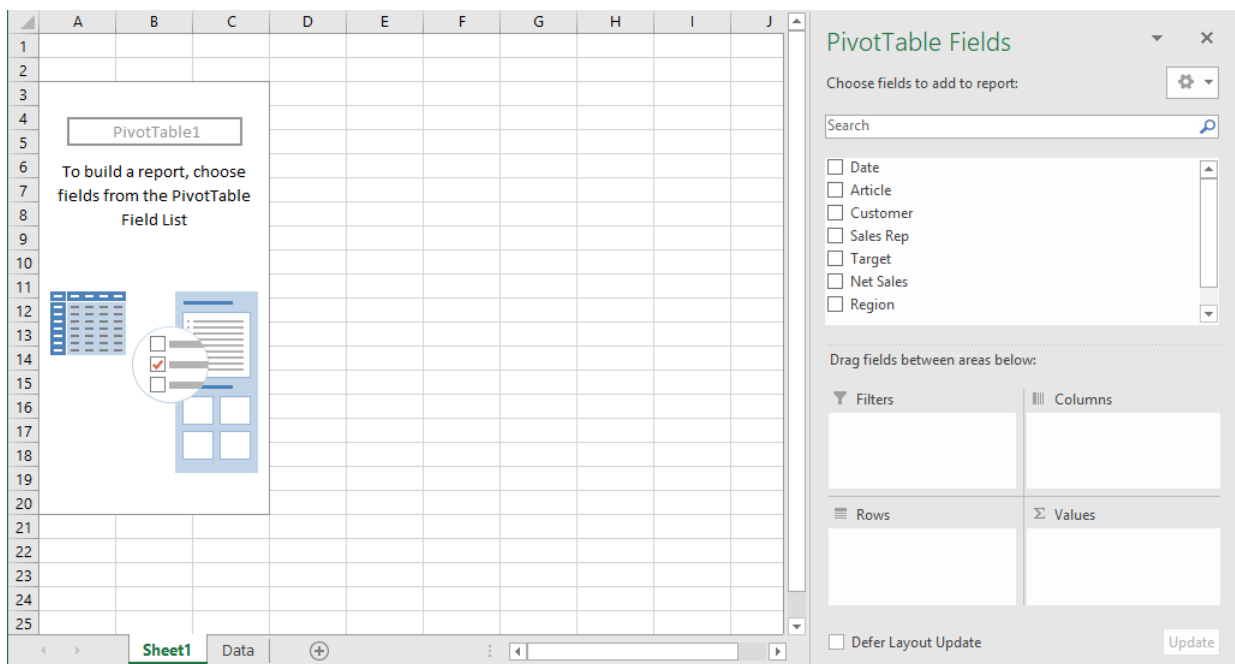 A B C D E F G H I J
1
2
3
4
5
6
7
8
9
10
11
12
13
14
15
16
17
18
19
20
21
22
23
24
25
PivotTable1
To build a report, choose
fields from the PivotTable
Field List
Sheet1 Data
PivotTable Fields
Choose fields to add to report:
Search
Date
Article
Customer
Sales Rep
Target
Net Sales
Region
Drag fields between areas below:
Filters
Columns
Rows
Σ Values
Defer Layout Update
Update